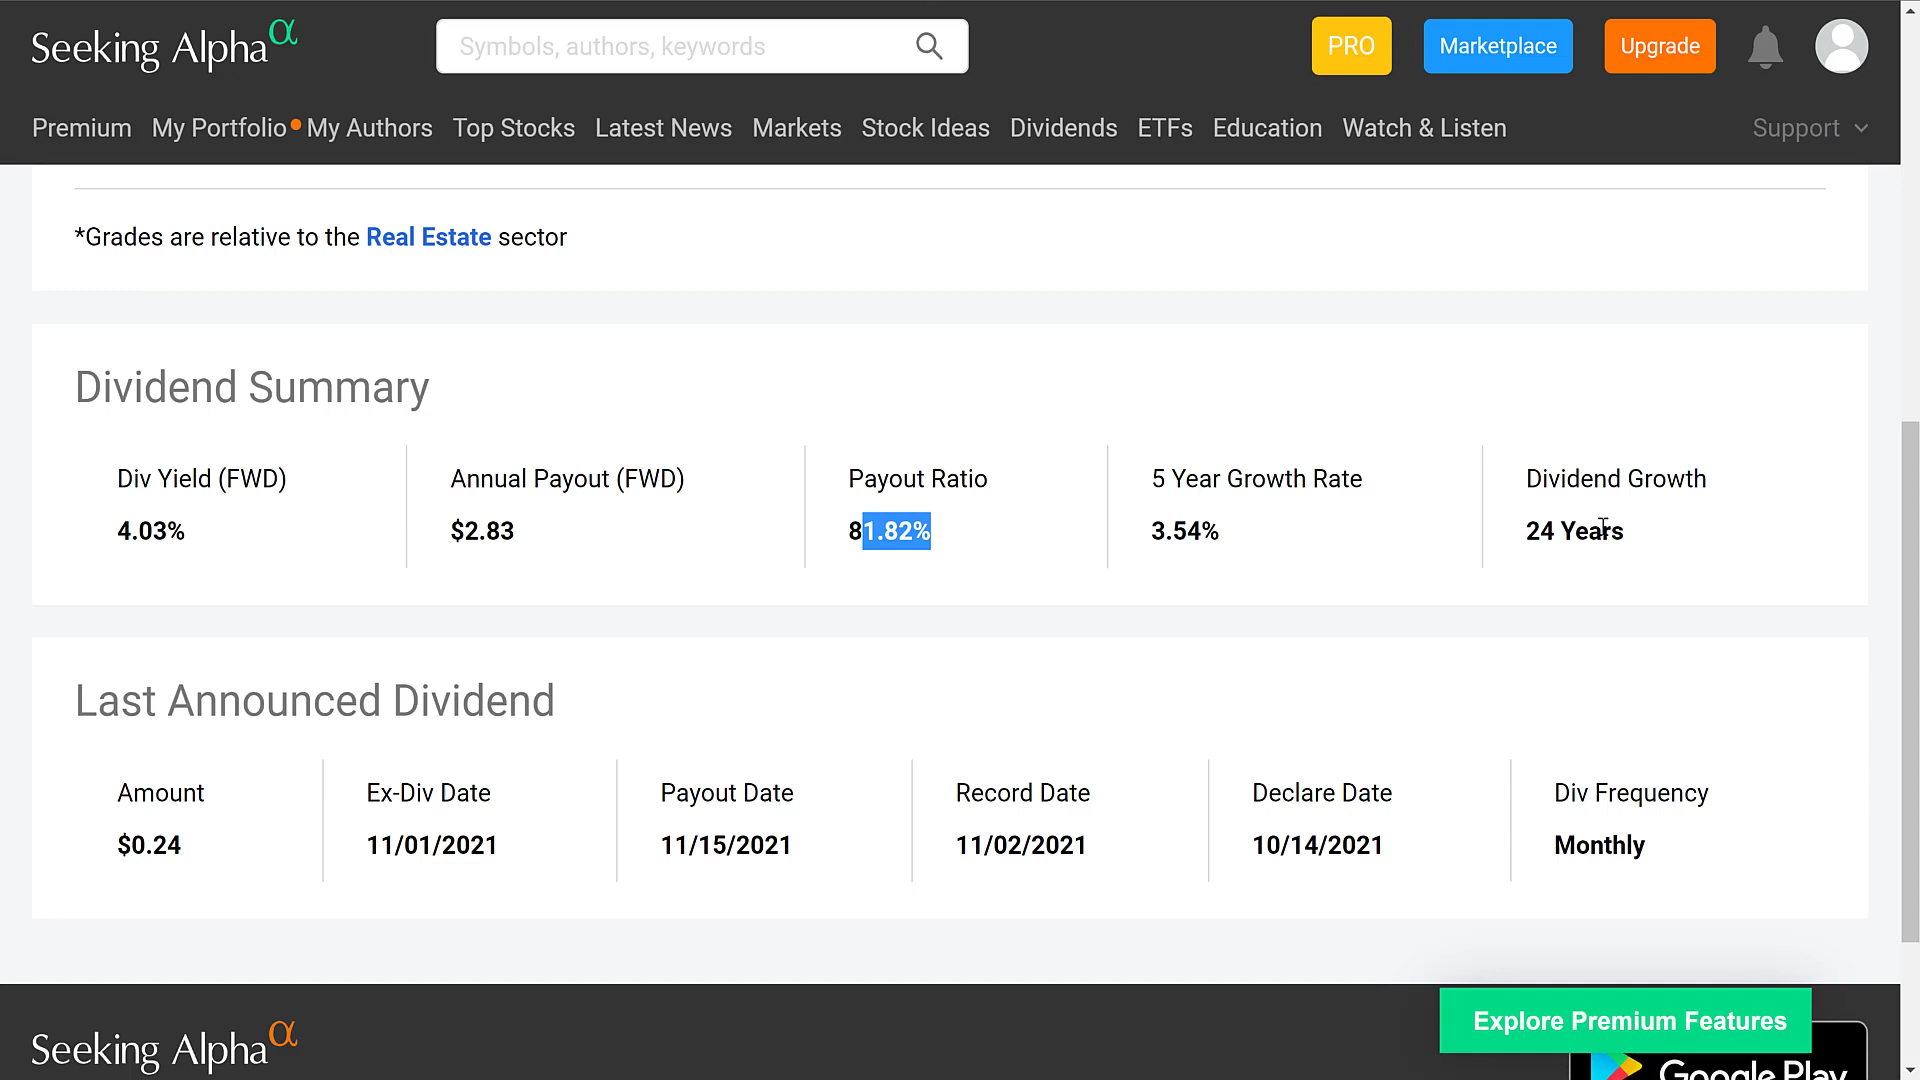 Seeking Alpha α
Symbols, authors, keywords
PRO
Marketplace
Upgrade
Premium My Portfolio My Authors Top Stocks Latest News Markets Stock Ideas Dividends ETFs Education Watch & Listen Support
*Grades are relative to the Real Estate sector
Dividend Summary
Div Yield (FWD) Annual Payout (FWD) Payout Ratio 5 Year Growth Rate Dividend Growth
4.03% $2.83 81.82% 3.54% 24 Years
Last Announced Dividend
Amount Ex-Div Date Payout Date Record Date Declare Date Div Frequency
$0.24 11/01/2021 11/15/2021 11/02/2021 10/14/2021 Monthly
Explore Premium Features
Seeking Alpha α
Google Play